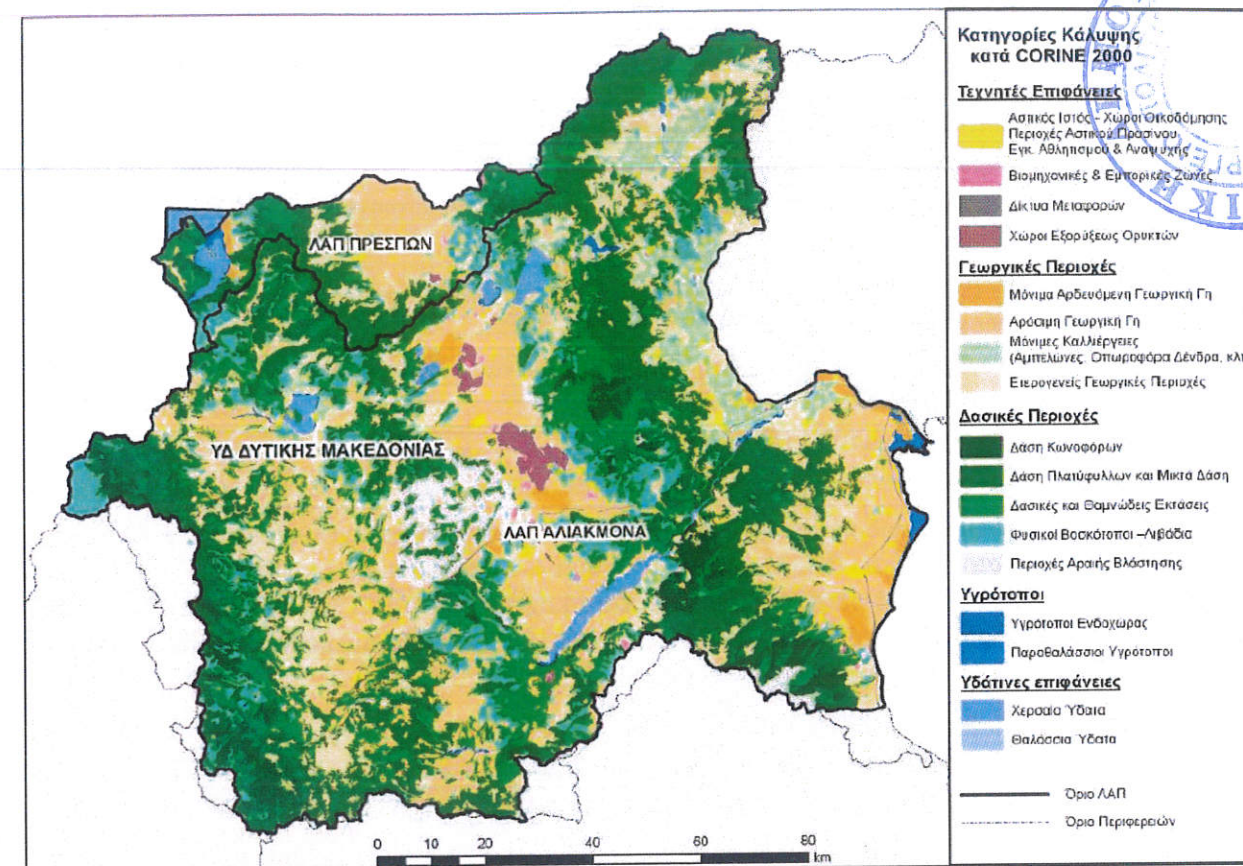 ΛΑΠ ΠΡΕΣΠΩΝ
ΥΔ ΔΥΤΙΚΗΣ ΜΑΚΕΔΟΝΙΑΣ
ΛΑΠ ΑΛΙΑΚΜΟΝΑ
0 10 20 40 60 80
km
Κατηγορίες Κάλυψης
κατά CORINE 2000
Τεχνητές Επιφάνειες
Αστικός Ιστός - Χώροι Οικοδόμησης
Περιοχές Αστικού Πρασίνου
Εγκ. Αθλητισμού & Αναψυχής
Βιομηχανικές & Εμπορικές Ζώνες
Δίκτυα Μεταφορών
Χώροι Εξορύξεως Ορυκτών
Γεωργικές Περιοχές
Μόνιμα Αρδευόμενη Γεωργική Γη
Αρόσιμη Γεωργική Γη
Μόνιμες Καλλιέργειες
(Αμπελώνες, Οπωροφόρα Δένδρα, κλπ
Ετερογενείς Γεωργικές Περιοχές
Δασικές Περιοχές
Δάση Κωνοφόρων
Δάση Πλατύφυλλων και Μικτά Δάση
Δασικές και Θαμνώδεις Εκτάσεις
Φυσικοί Βοσκότοποι –Λιβάδια
Περιοχές Αραιής Βλάστησης
Υγρότοποι
Υγρότοποι Ενδοχώρας
Παραθαλάσσιοι Υγρότοποι
Υδάτινες επιφάνειες
Χερσαία Ύδατα
Θαλάσσια Ύδατα
Όριο ΛΑΠ
Όριο Περιφερειών